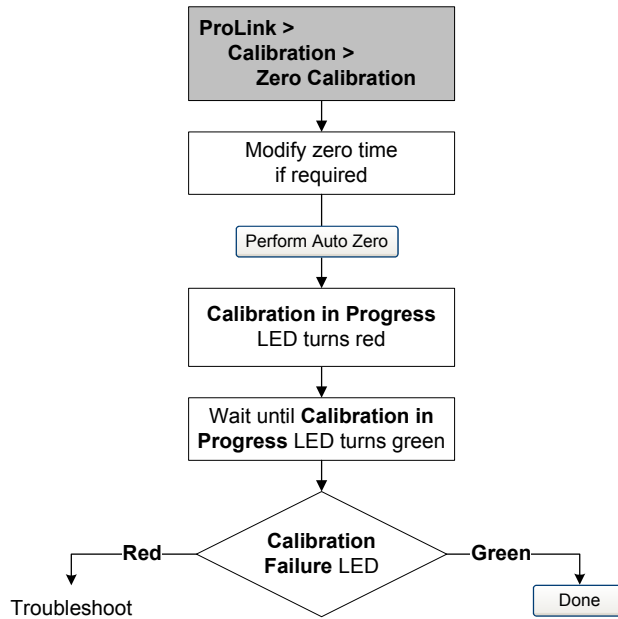 ProLink >
Calibration >
Zero Calibration
Modify zero time
if required
Perform Auto Zero
Calibration in Progress
LED turns red
Wait until Calibration in
Progress LED turns green
Calibration
Failure LED
Red
Green
Troubleshoot
Done